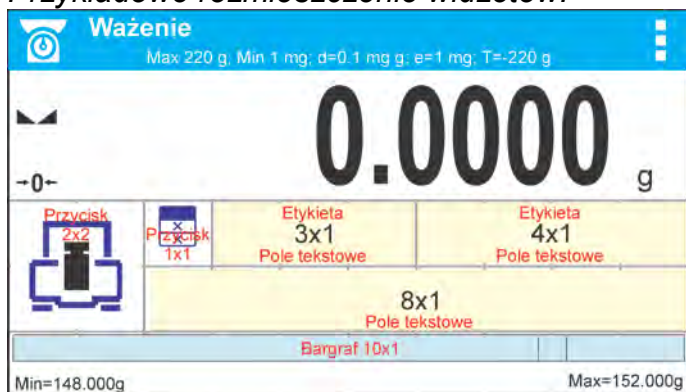 Przykładowe rozmieszczenie widżetów:
Ważenie
Max 220 g; Min 1 mg; d=0.1 mg g; e=1 mg; T=-220 g
0.0000 g
→0←
Przycisk
2x2
Przycisk
1x1
Etykieta
3x1
Pole tekstowe
Etykieta
4x1
Pole tekstowe
8x1
Pole tekstowe
Bargraf 10x1
Min=148.000g
Max=152.000g